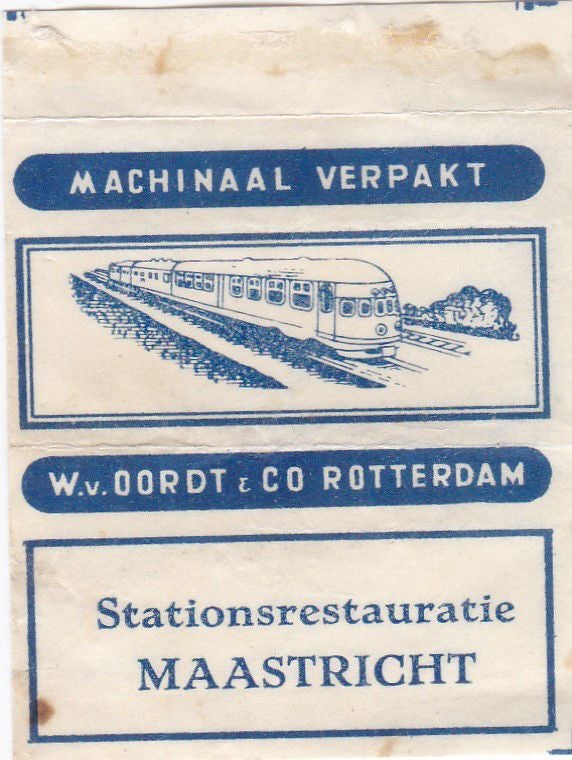 MACHINAAL VERPAKT
W.v. OORDT & CO ROTTERDAM
Stationsrestauratie
MAASTRICHT